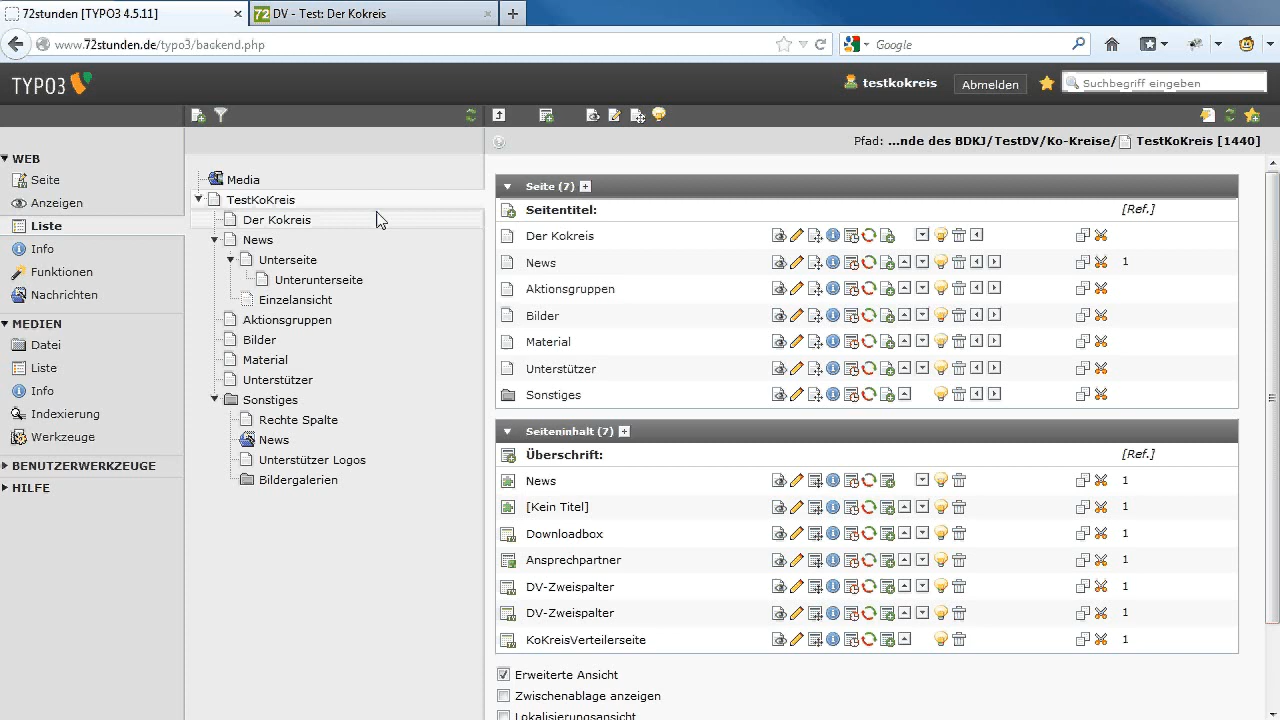 72stunden [TYPO3 4.5.11]
72 DV - Test: Der Kokreis
www.72stunden.de/typo3/backend.php
Google
TYPO3
testkokreis
Abmelden
Suchbegriff eingeben
Pfad: ...nde des BDKJ/TestDV/Ko-Kreise/ TestKoKreis [1440]
WEB
Seite
Anzeigen
Liste
Info
Funktionen
Nachrichten
MEDIEN
Datei
Liste
Info
Indexierung
Werkzeuge
BENUTZERWERKZEUGE
HILFE
Media
TestKoKreis
Der Kokreis
News
Unterseite
Unterunterseite
Einzelansicht
Aktionsgruppen
Bilder
Material
Unterstützer
Sonstiges
Rechte Spalte
News
Unterstützer Logos
Bildergalerien
Seite (7)
Seitentitel: [Ref.]
Der Kokreis
News 1
Aktionsgruppen
Bilder
Material
Unterstützer
Sonstiges
Seiteninhalt (7)
Überschrift: [Ref.]
News 1
[Kein Titel] 1
Downloadbox 1
Ansprechpartner 1
DV-Zweispalter 1
DV-Zweispalter 1
KoKreisVerteilerseite 1
Erweiterte Ansicht
Zwischenablage anzeigen
Lokalisierungsansicht